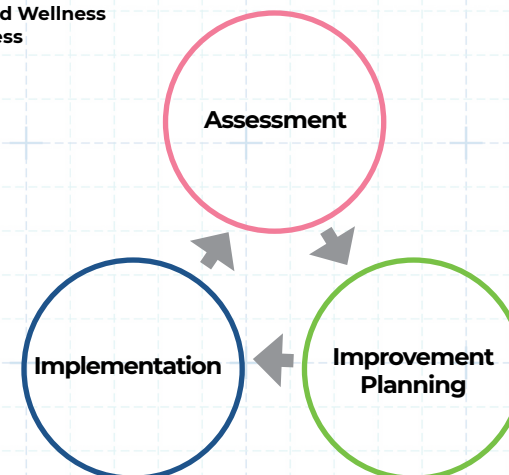 d Wellness
ess
Assessment
Implementation
Improvement
Planning